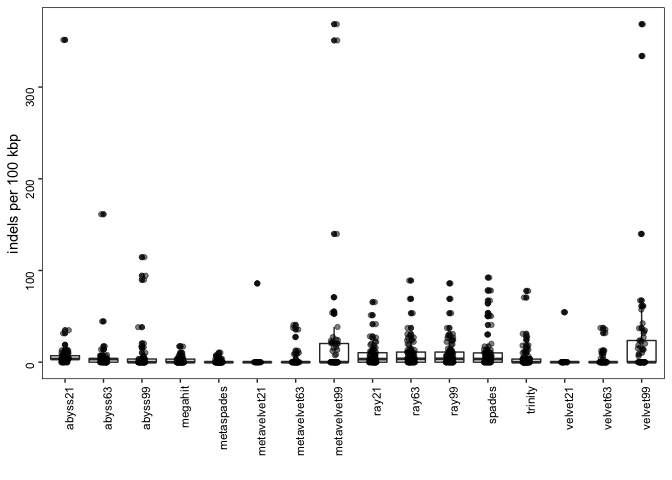 indels per 100 kbp
300
200
100
0
abyss21
abyss63
abyss99
megahit
metaspades
metavelvet21
metavelvet63
metavelvet99
ray21
ray63
ray99
spades
trinity
velvet21
velvet63
velvet99